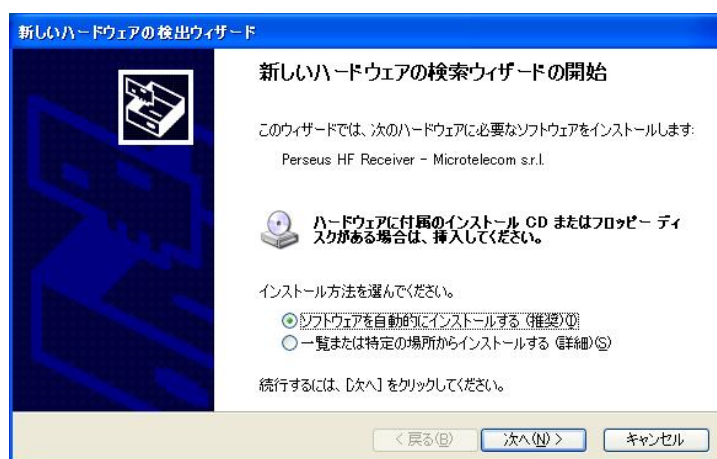 新しいハードウェアの検出ウィザード
新しいハードウェアの検索ウィザードの開始
このウィザードでは、次のハードウェアに必要なソフトウェアをインストールします:
Perseus HF Receiver - Microtelecom s.r.l.
ハードウェアに付属のインストール CD またはフロッピー ディ
スクがある場合は、挿入してください。
インストール方法を選んでください。
ソフトウェアを自動的にインストールする (推奨)(I)
一覧または特定の場所からインストールする (詳細)(S)
続行するには、[次へ] をクリックしてください。
< 戻る(B) 次へ(N) > キャンセル